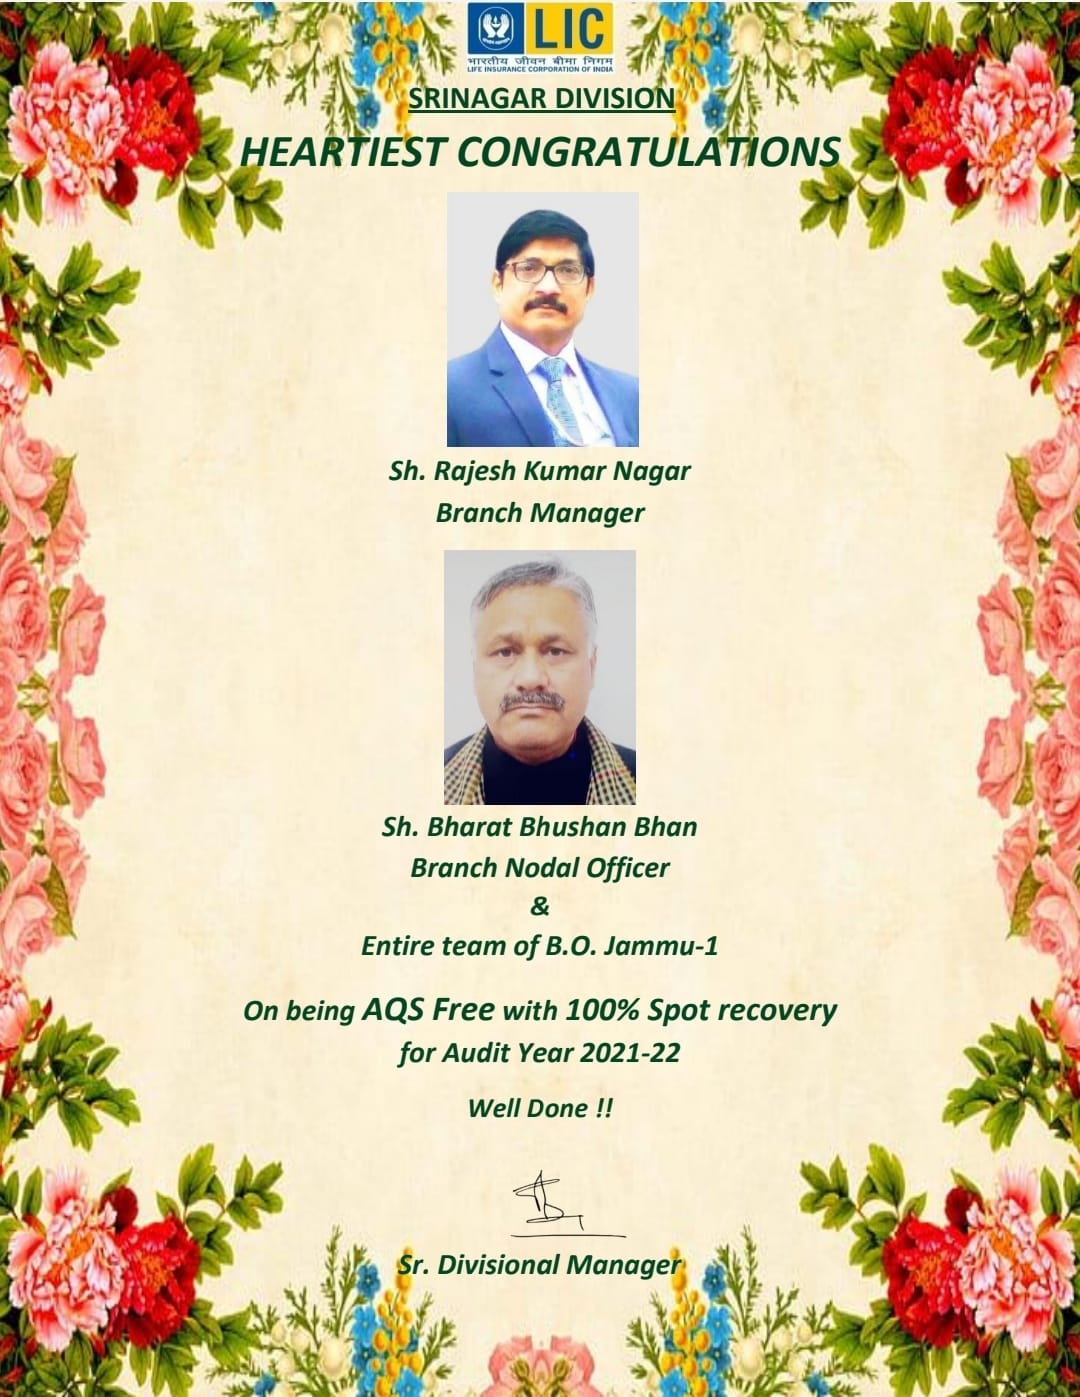 LIC
भारतीय जीवन बीमा निगम
LIFE INSURANCE CORPORATION OF INDIA
SRINAGAR DIVISION
HEARTIEST CONGRATULATIONS
Sh. Rajesh Kumar Nagar
Branch Manager
Sh. Bharat Bhushan Bhan
Branch Nodal Officer
&
Entire team of B.O. Jammu-1
On being AQS Free with 100% Spot recovery
for Audit Year 2021-22
Well Done !!
Sr. Divisional Manager